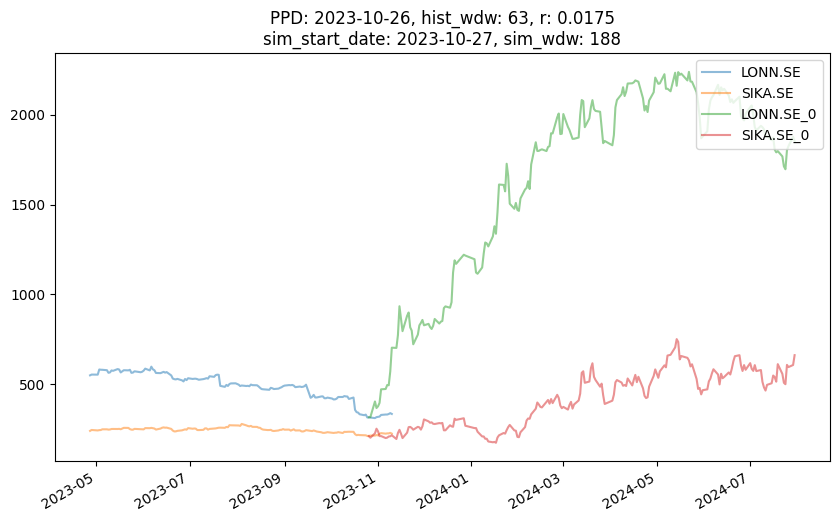 PPD: 2023-10-26, hist_wdw: 63, r: 0.0175
sim_start_date: 2023-10-27, sim_wdw: 188
LONN.SE
SIKA.SE
LONN.SE_0
SIKA.SE_0
2000
1500
1000
500
2023-05
2023-07
2023-09
2023-11
2024-01
2024-03
2024-05
2024-07